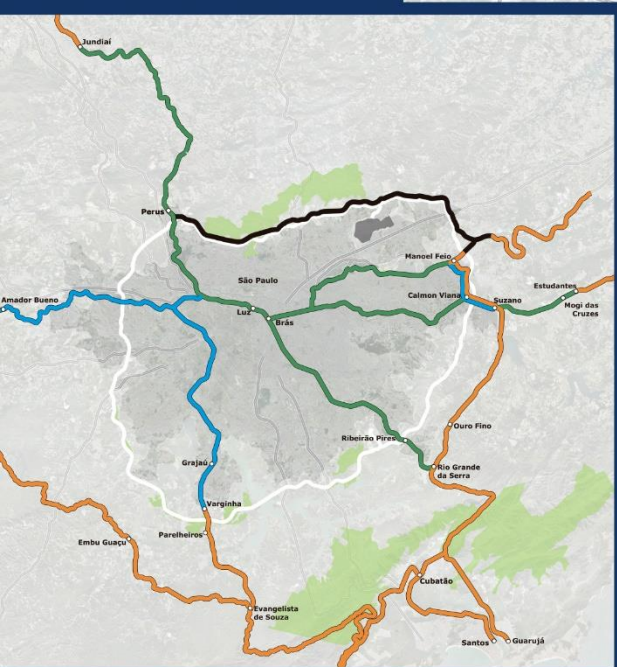 Jundiaí
Perus
Manoel Feio
São Paulo
Estudantes
Calmon Viana
Suzano
Amador Bueno
Mogi das
Cruzes
Luz
Brás
Ouro Fino
Ribeirão Pires
Grajaú
Rio Grande
da Serra
Varginha
Parelheiros
Embu Guaçu
Cubatão
Evangelista
de Souza
Santos
Guarujá